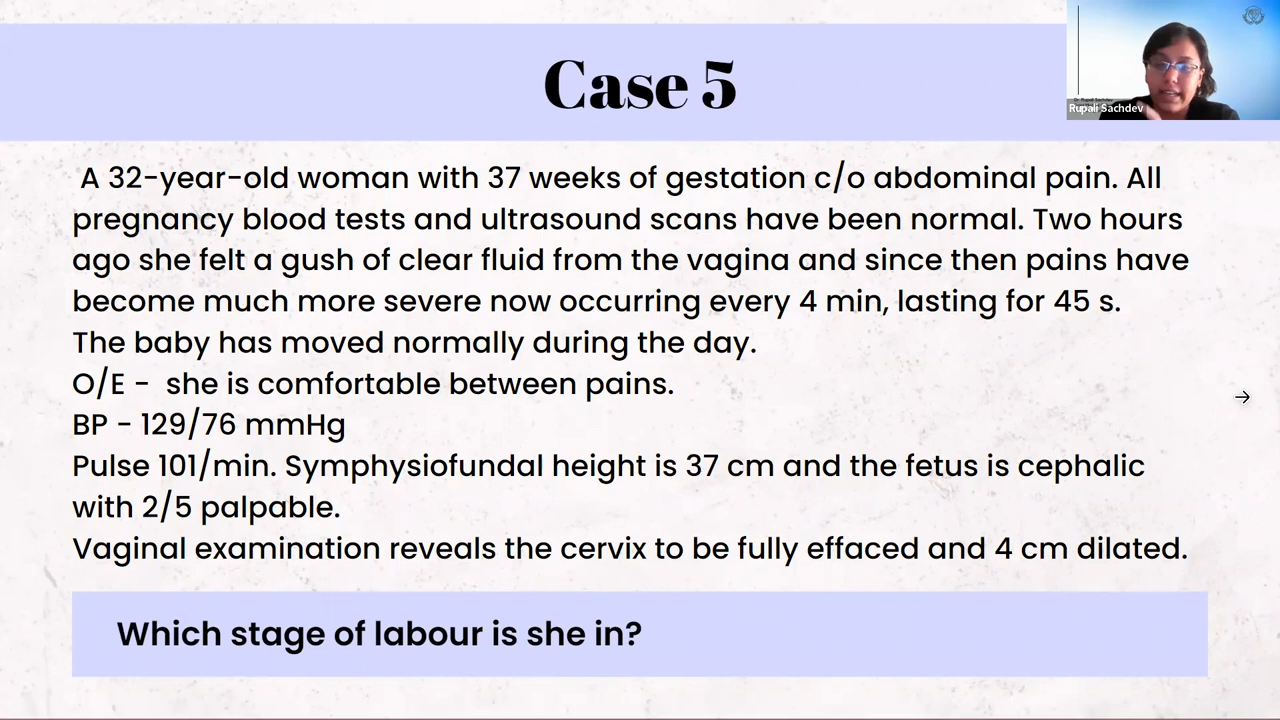 Case 5
Rupali Sachdev
A 32-year-old woman with 37 weeks of gestation c/o abdominal pain. All
pregnancy blood tests and ultrasound scans have been normal. Two hours
ago she felt a gush of clear fluid from the vagina and since then pains have
become much more severe now occurring every 4 min, lasting for 45 s.
The baby has moved normally during the day.
O/E - she is comfortable between pains.
BP - 129/76 mmHg
Pulse 101/min. Symphysiofundal height is 37 cm and the fetus is cephalic
with 2/5 palpable.
Vaginal examination reveals the cervix to be fully effaced and 4 cm dilated.
Which stage of labour is she in?